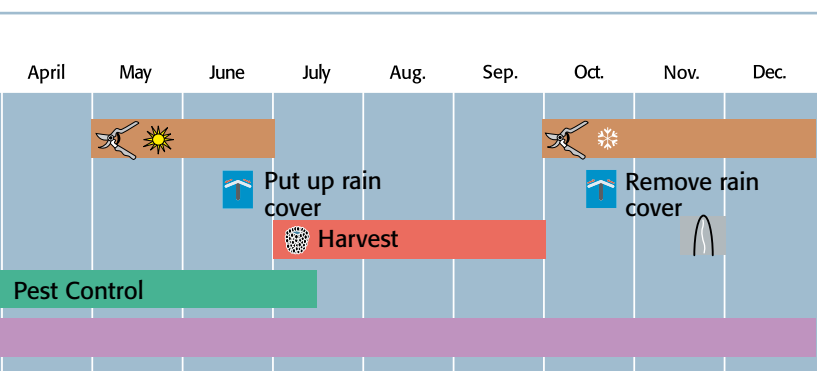 April May June July Aug. Sep. Oct. Nov. Dec.
Put up rain
cover
Remove rain
cover
Harvest
Pest Control